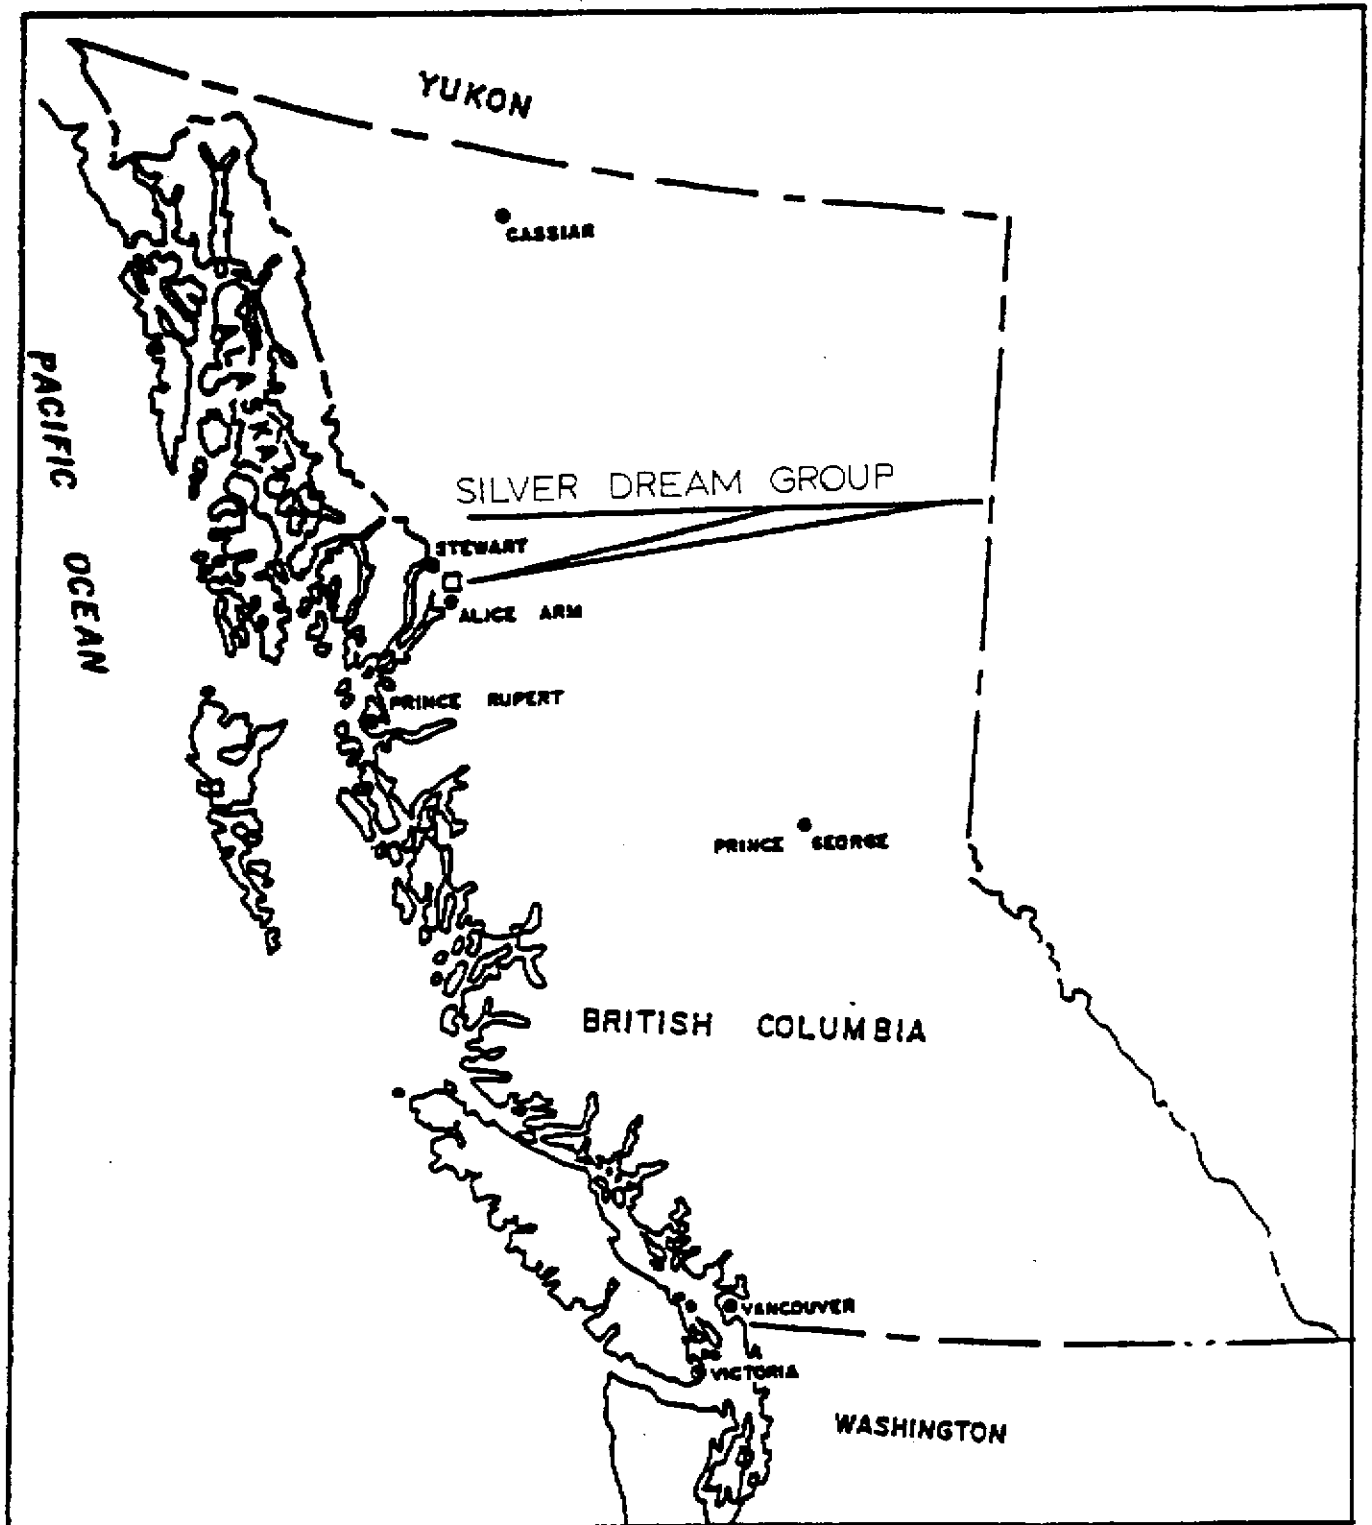 YUKON
CASSIAR
ALASKA
PACIFIC OCEAN
SILVER DREAM GROUP
STEWART
ALICE ARM
PRINCE RUPERT
PRINCE GEORGE
BRITISH COLUMBIA
VANCOUVER
VICTORIA
WASHINGTON